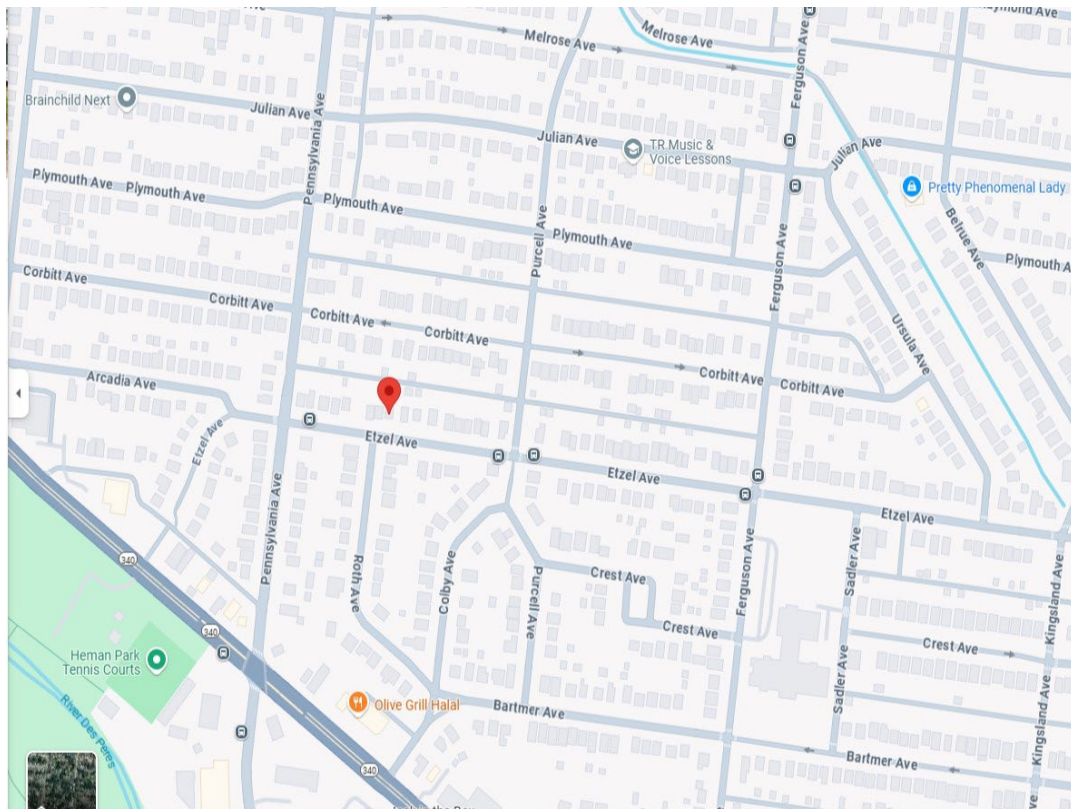 Melrose Ave
Melrose Ave
Ferguson Ave
Brainchild Next
Julian Ave
Pennsylvania Ave
Julian Ave
TR Music &
Voice Lessons
Julian Ave
Pretty Phenomenal Lady
Plymouth Ave
Plymouth Ave
Plymouth Ave
Plymouth Ave
Purcell Ave
Ferguson Ave
Belrue Ave
Plymouth A
Corbitt Ave
Corbitt Ave
Corbitt Ave
Corbitt Ave
Corbitt Ave
Corbitt Ave
Ursula Ave
Arcadia Ave
Etzel Ave
Etzel Ave
Etzel Ave
Etzel Ave
Pennsylvania Ave
Roth Ave
Colby Ave
Purcell Ave
Crest Ave
Crest Ave
Ferguson Ave
Sadler Ave
Sadler Ave
Crest Ave
Kingsland Ave
Kingsland Ave
340
340
340
Heman Park
Tennis Courts
River Des Peres
Olive Grill Halal
Bartmer Ave
Bartmer Ave